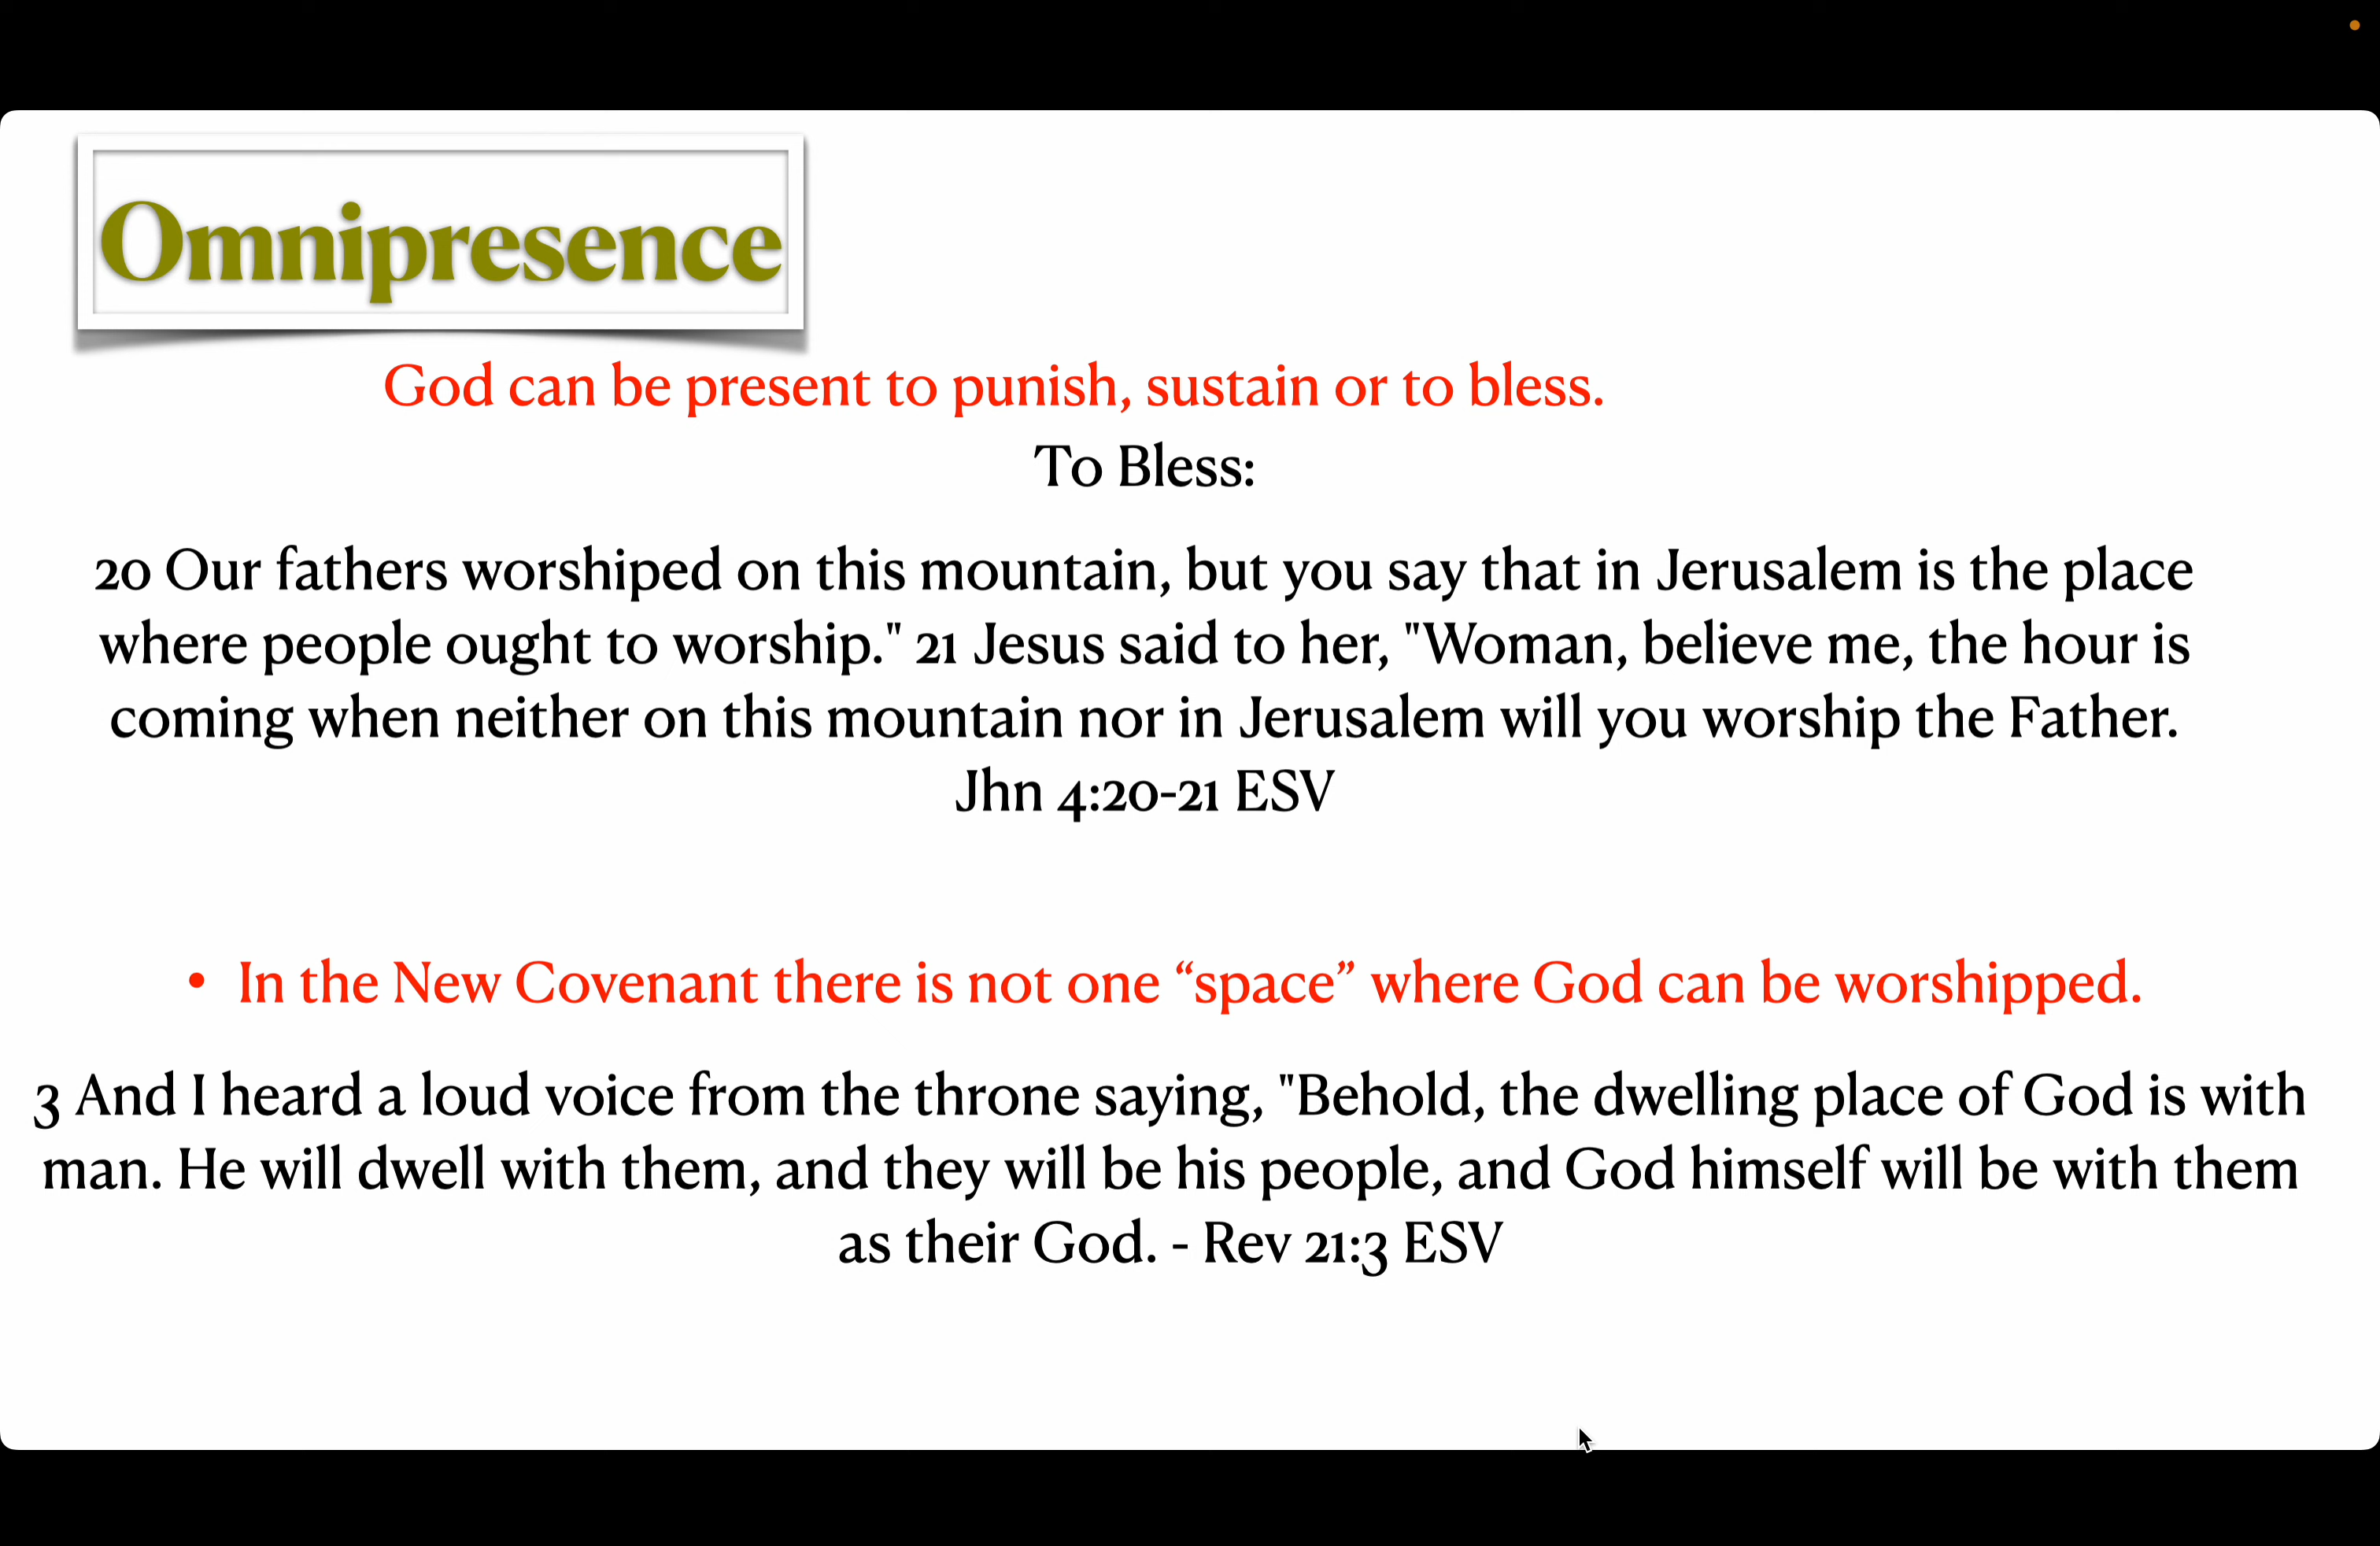 Omnipresence
God can be present to punish, sustain or to bless.
To Bless:
20 Our fathers worshiped on this mountain, but you say that in Jerusalem is the place
where people ought to worship." 21 Jesus said to her, "Woman, believe me, the hour is
coming when neither on this mountain nor in Jerusalem will you worship the Father.
Jhn 4:20-21 ESV
• In the New Covenant there is not one “space” where God can be worshipped.
3 And I heard a loud voice from the throne saying, "Behold, the dwelling place of God is with
man. He will dwell with them, and they will be his people, and God himself will be with them
as their God. - Rev 21:3 ESV